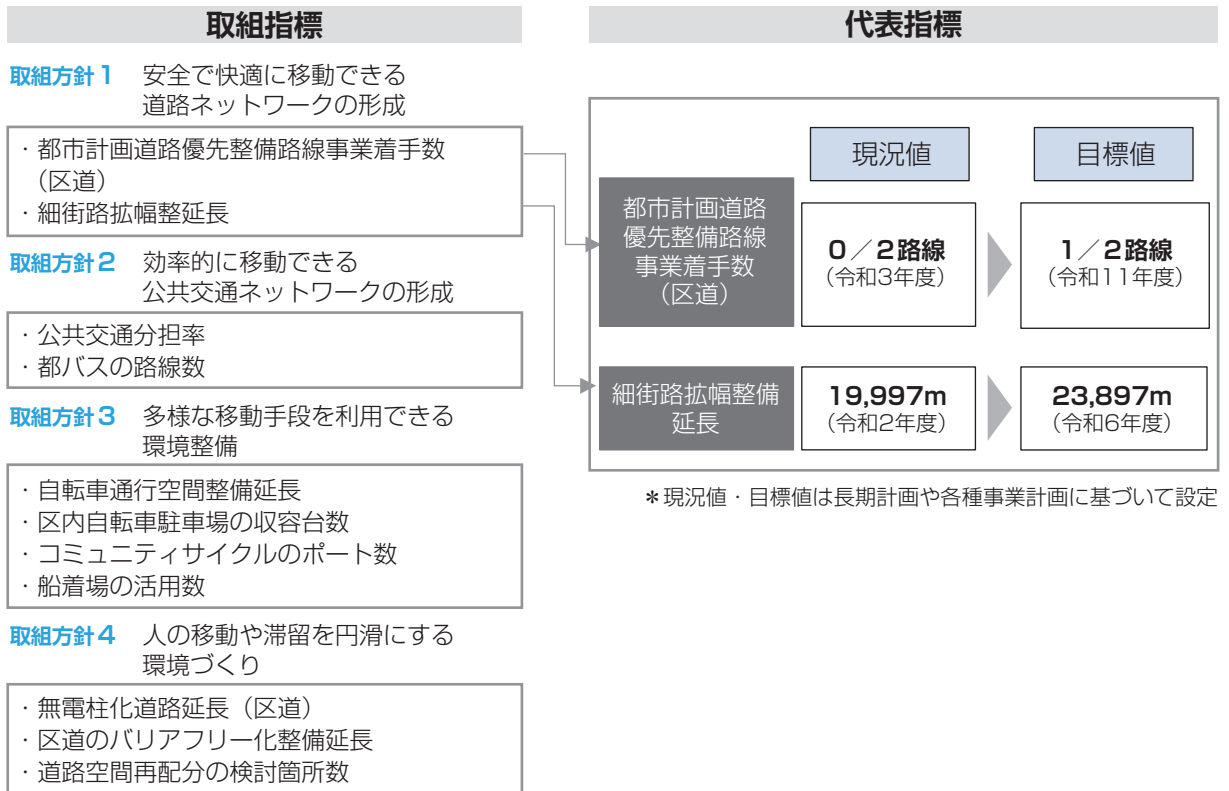 取組指標
取組方針1 安全で快適に移動できる
道路ネットワークの形成
・都市計画道路優先整備路線事業着手数
（区道）
・細街路拡幅整延長
取組方針2 効率的に移動できる
公共交通ネットワークの形成
・公共交通分担率
・都バスの路線数
取組方針3 多様な移動手段を利用できる
環境整備
・自転車通行空間整備延長
・区内自転車駐車場の収容台数
・コミュニティサイクルのポート数
・船着場の活用数
取組方針4 人の移動や滞留を円滑にする
環境づくり
・無電柱化道路延長（区道）
・区道のバリアフリー化整備延長
・道路空間再配分の検討箇所数
代表指標
現況値
目標値
都市計画道路
優先整備路線
事業着手数
（区道）
0／2路線
（令和3年度）
1／2路線
（令和11年度）
細街路拡幅整備
延長
19,997m
（令和2年度）
23,897m
（令和6年度）
＊現況値・目標値は長期計画や各種事業計画に基づいて設定